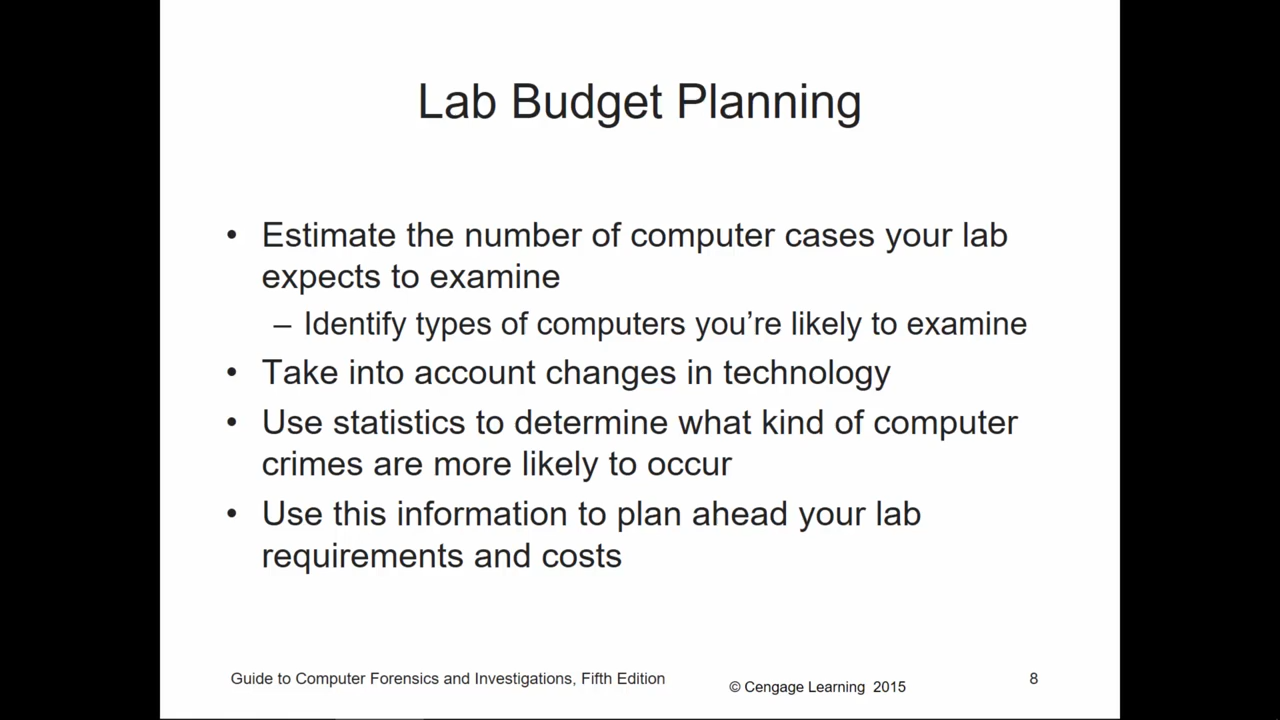 Lab Budget Planning
• Estimate the number of computer cases your lab
expects to examine
– Identify types of computers you’re likely to examine
• Take into account changes in technology
• Use statistics to determine what kind of computer
crimes are more likely to occur
• Use this information to plan ahead your lab
requirements and costs
Guide to Computer Forensics and Investigations, Fifth Edition
© Cengage Learning 2015
8